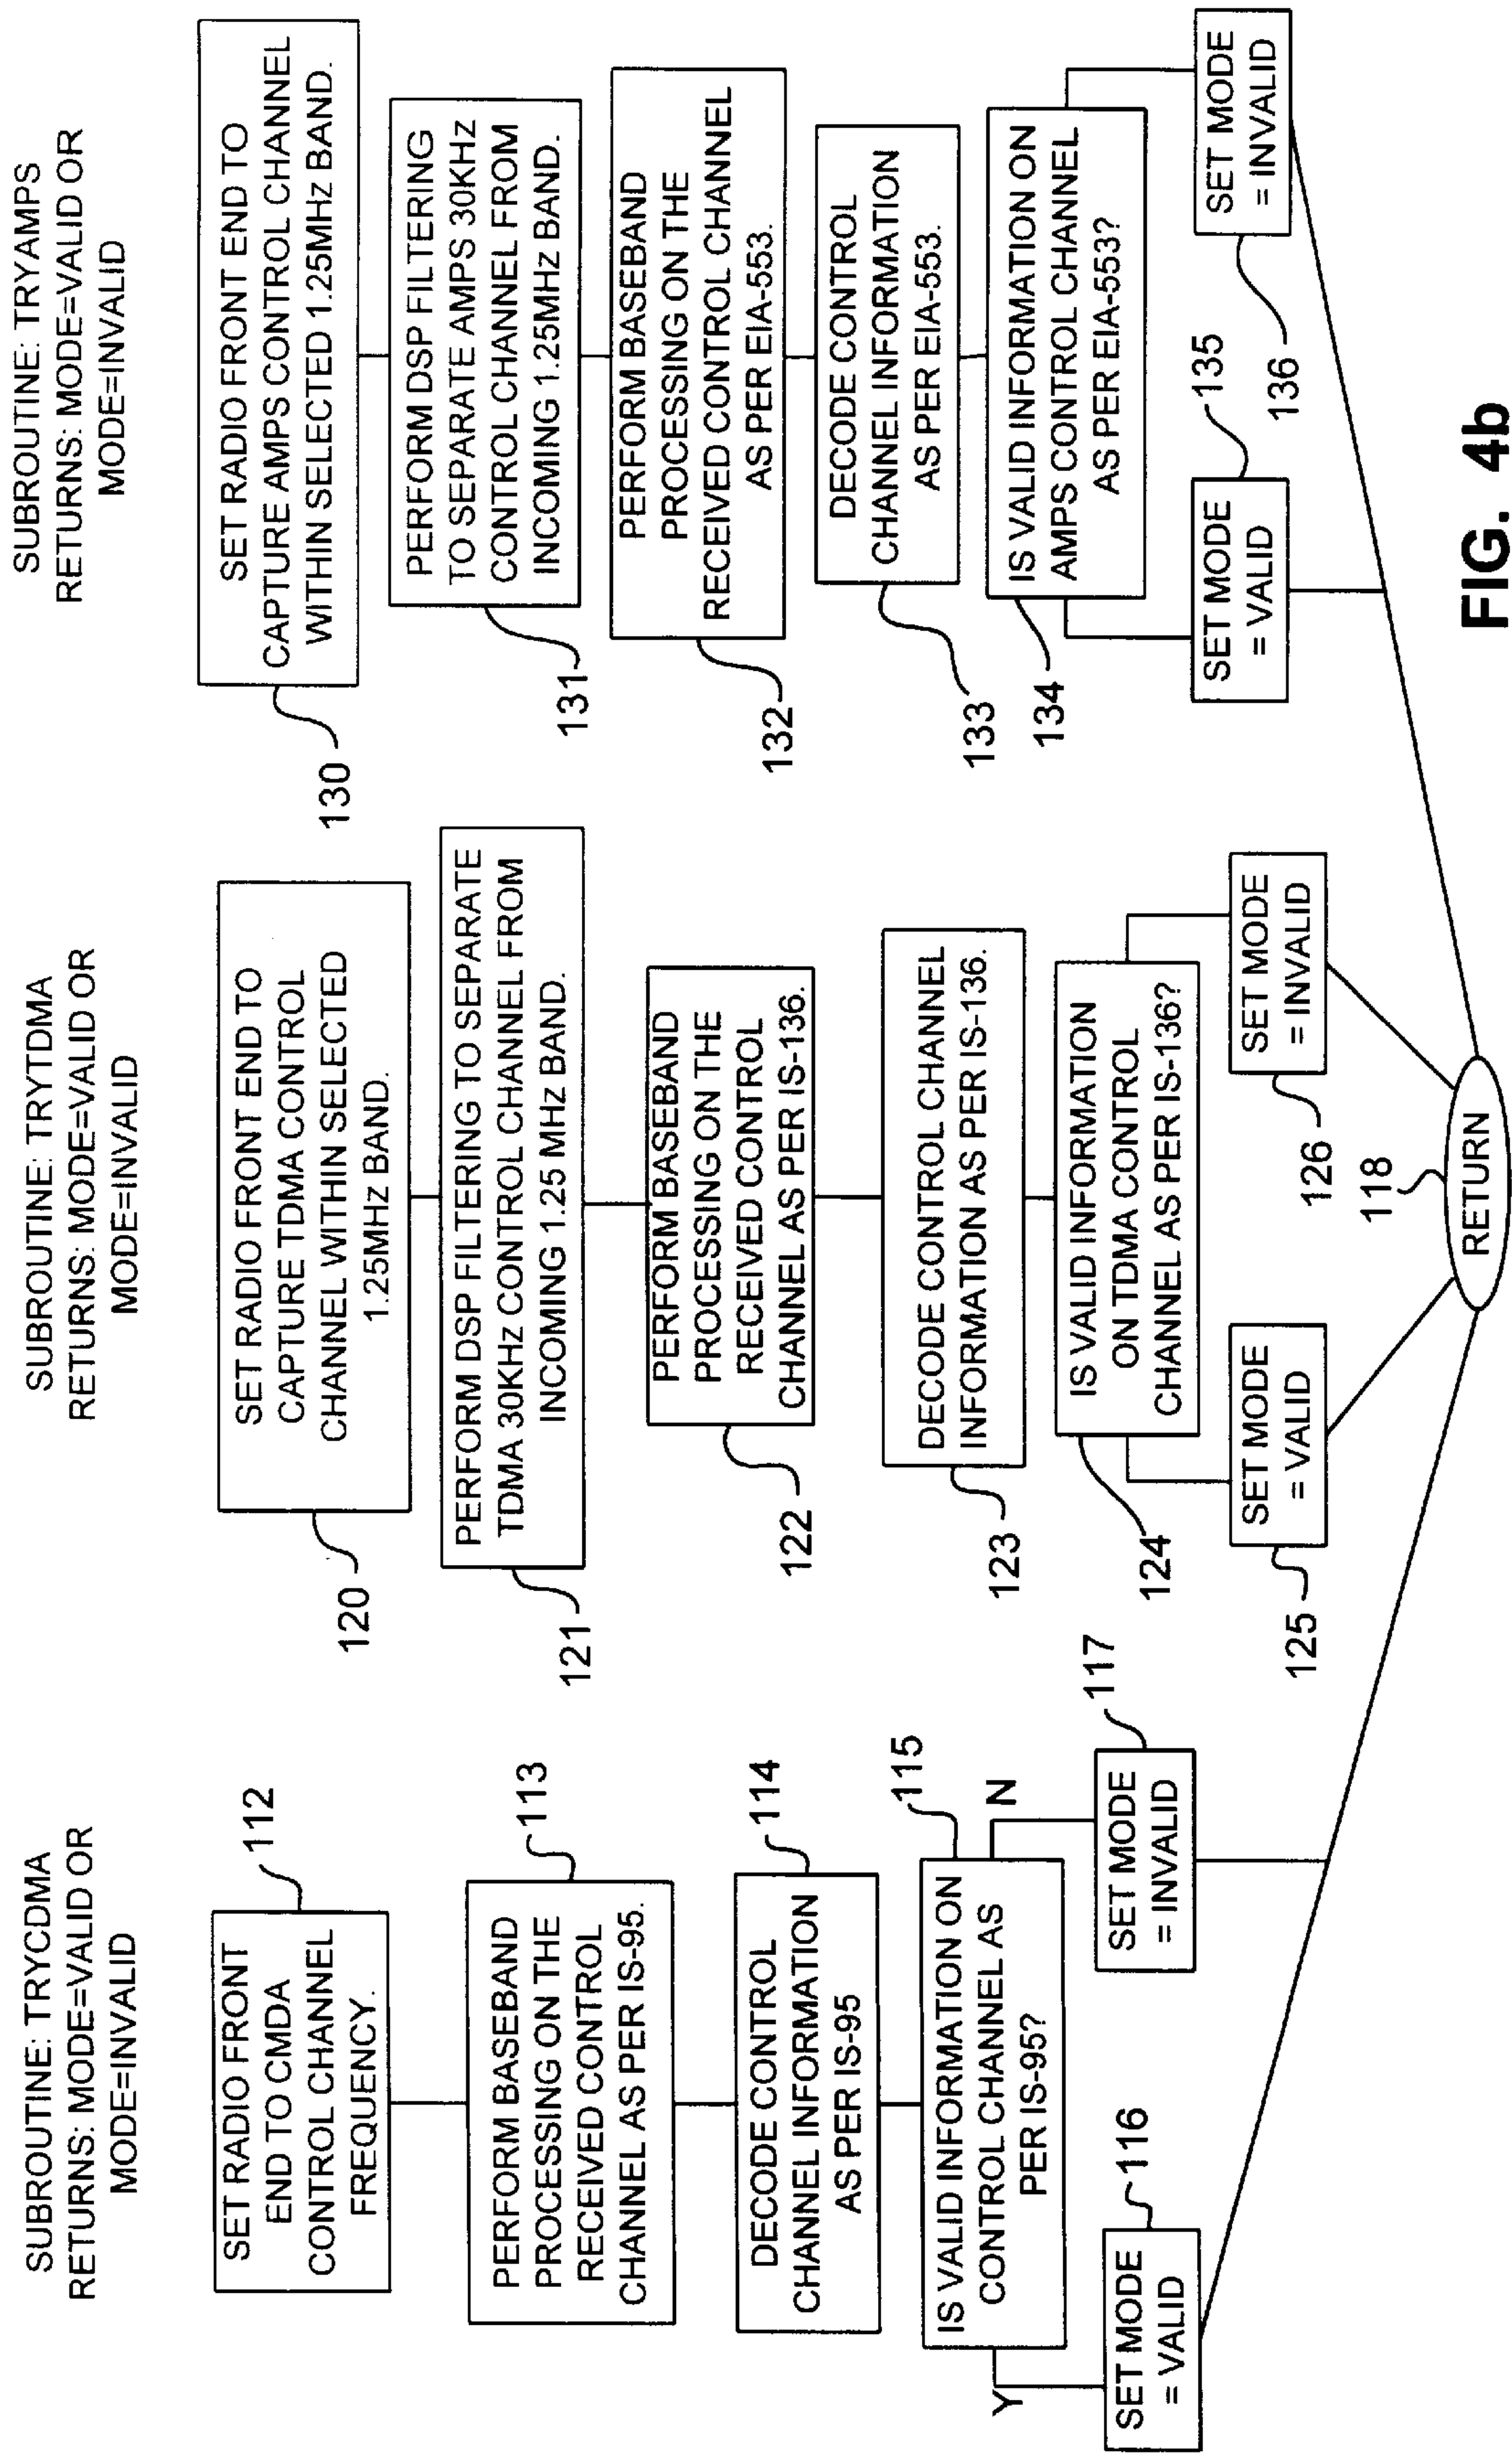 SUBROUTINE: TRYCDMA
RETURNS: MODE=VALID OR
MODE=INVALID
SET RADIO FRONT
END TO CMDA
CONTROL CHANNEL
FREQUENCY.
112
PERFORM BASEBAND
PROCESSING ON THE
RECEIVED CONTROL
CHANNEL AS PER IS-95.
113
DECODE CONTROL
CHANNEL INFORMATION
AS PER IS-95
114
IS VALID INFORMATION ON
CONTROL CHANNEL AS
PER IS-95?
115
Y
N
SET MODE
= VALID
116
SET MODE
= INVALID
117
SUBROUTINE: TRYTDMA
RETURNS: MODE=VALID OR
MODE=INVALID
SET RADIO FRONT END TO
CAPTURE TDMA CONTROL
CHANNEL WITHIN SELECTED
1.25MHz BAND.
120
PERFORM DSP FILTERING TO SEPARATE
TDMA 30KHz CONTROL CHANNEL FROM
INCOMING 1.25 MHz BAND.
121
PERFORM BASEBAND
PROCESSING ON THE
RECEIVED CONTROL
CHANNEL AS PER IS-136.
122
DECODE CONTROL CHANNEL
INFORMATION AS PER IS-136.
123
IS VALID INFORMATION
ON TDMA CONTROL
CHANNEL AS PER IS-136?
124
SET MODE
= VALID
125
SET MODE
= INVALID
126
SUBROUTINE: TRYAMPS
RETURNS: MODE=VALID OR
MODE=INVALID
SET RADIO FRONT END TO
CAPTURE AMPS CONTROL CHANNEL
WITHIN SELECTED 1.25MHz BAND.
130
PERFORM DSP FILTERING
TO SEPARATE AMPS 30KHz
CONTROL CHANNEL FROM
INCOMING 1.25MHz BAND.
131
PERFORM BASEBAND
PROCESSING ON THE
RECEIVED CONTROL CHANNEL
AS PER EIA-553.
132
DECODE CONTROL
CHANNEL INFORMATION
AS PER EIA-553.
133
IS VALID INFORMATION ON
AMPS CONTROL CHANNEL
AS PER EIA-553?
134
SET MODE
= VALID
135
SET MODE
= INVALID
136
118
RETURN
FIG. 4b